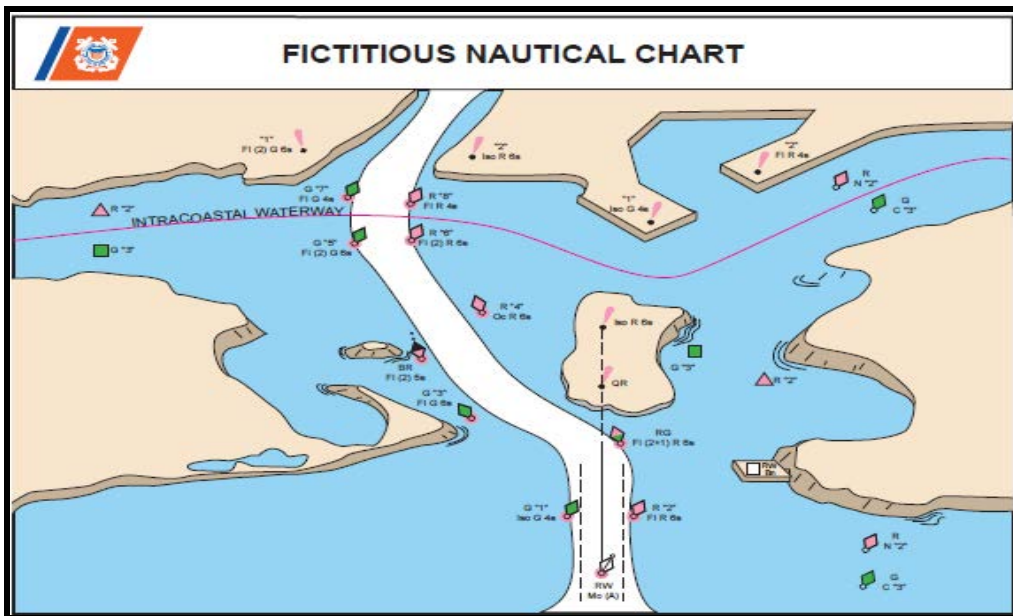 FICTITIOUS NAUTICAL CHART
"1"
Fl (2) G 6s
"2"
Iso R 6s
"2"
Fl R 4s
R
N "2"
G
C "3"
"1"
Iso G 4s
G "7"
Fl G 4s
R "8"
Fl R 4s
R "2"
INTRACOASTAL WATERWAY
G "3"
G "5"
Fl (2) G 6s
R "6"
Fl (2) R 6s
R "4"
Oc R 6s
Iso R 6s
BR
Fl (2) 5s
G "3"
QR
R "2"
G "3"
Fl G 6s
RG
Fl (2+1) R 6s
RW
Bn
G "1"
Iso G 4s
R "2"
Fl R 6s
R
N "2"
G
C "3"
RW
Mo (A)